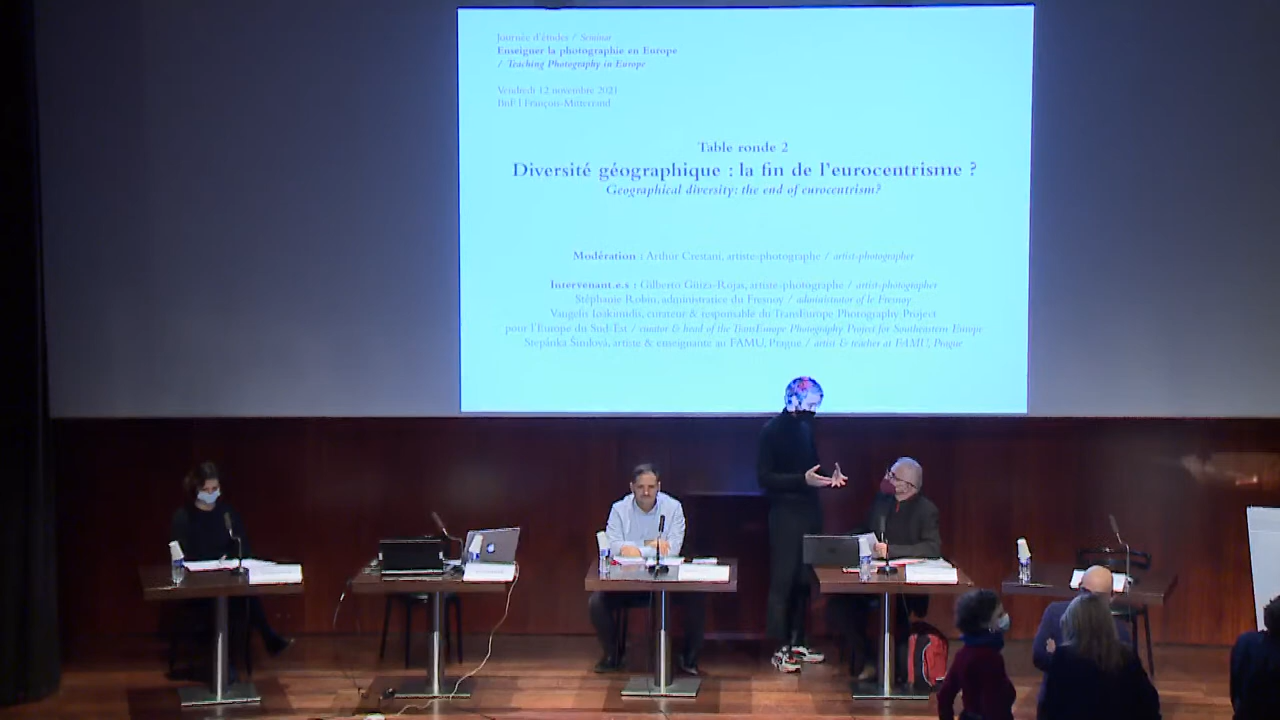 Journée d'études / Seminar
Enseigner la photographie en Europe
/ Teaching Photography in Europe
Vendredi 12 novembre 2021
BnF I François-Mitterrand
Table ronde 2
Diversité géographique : la fin de l'eurocentrisme ?
Geographical diversity: the end of eurocentrism?
Modération : Arthur Crestani, artiste-photographe / artist-photographer
Intervenant.e.s : Gilberto Güiza-Rojas, artiste-photographe / artist-photographer
Stéphanie Robin, administratice du Fresnoy / administrator of le Fresnoy
Vangelis Ioakimidis, curateur & responsable du TransEurope Photography Project
pour l'Europe du Sud-Est / curator & head of the TransEurope Photography Project for Southeastern Europe
Stepánka Šimlová, artiste & enseignante au FAMU, Prague / artist & teacher at FAMU, Prague